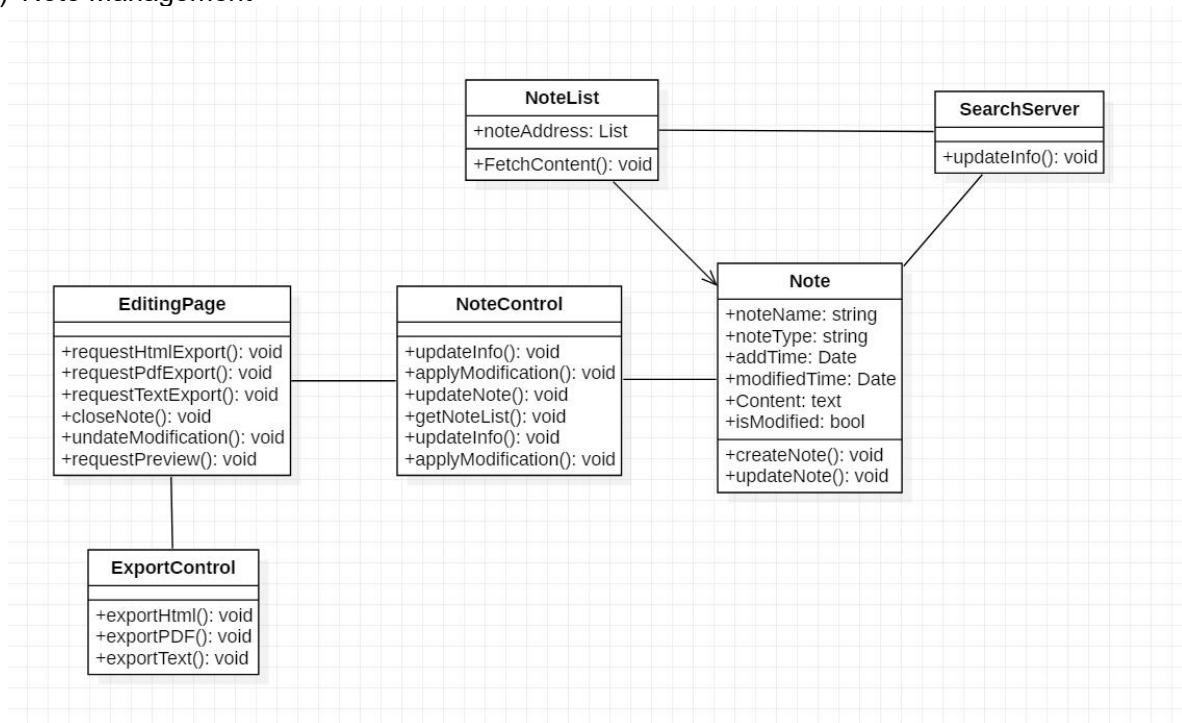 ) Note Management
NoteList
+noteAddress: List
+FetchContent(): void
SearchServer
+updateInfo(): void
EditingPage
+requestHtmlExport(): void
+requestPdfExport(): void
+requestTextExport(): void
+closeNote(): void
+undateModification(): void
+requestPreview(): void
NoteControl
+updateInfo(): void
+applyModification(): void
+updateNote(): void
+getNoteList(): void
+updateInfo(): void
+applyModification(): void
Note
+noteName: string
+noteType: string
+addTime: Date
+modifiedTime: Date
+Content: text
+isModified: bool
+createNote(): void
+updateNote(): void
ExportControl
+exportHtml(): void
+exportPDF(): void
+exportText(): void